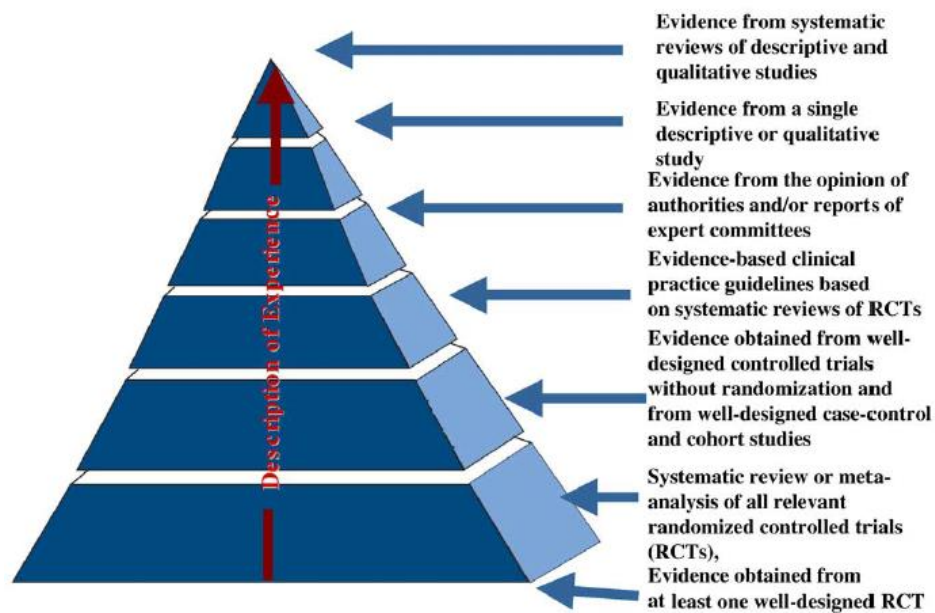 Evidence from systematic
reviews of descriptive and
qualitative studies
Evidence from a single
descriptive or qualitative
study
Evidence from the opinion of
authorities and/or reports of
expert committees
Evidence-based clinical
practice guidelines based
on systematic reviews of RCTs
Evidence obtained from well-
designed controlled trials
without randomization and
from well-designed case-control
and cohort studies
Systematic review or meta-
analysis of all relevant
randomized controlled trials
(RCTs),
Evidence obtained from
at least one well-designed RCT
Description of Experience